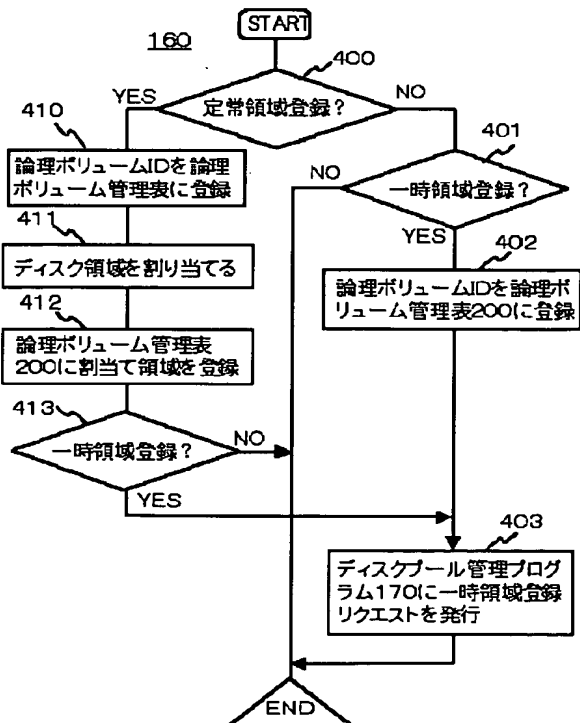 START
160
400
定常領域登録？
YES
NO
410
論理ボリュームIDを論理
ボリューム管理表に登録
401
一時領域登録？
NO
YES
411
ディスク領域を割り当てる
402
論理ボリュームIDを論理ボ
リューム管理表200に登録
412
論理ボリューム管理表
200に割当て領域を登録
413
一時領域登録？
NO
YES
403
ディスクプール管理プログ
ラム170に一時領域登録
リクエストを発行
END